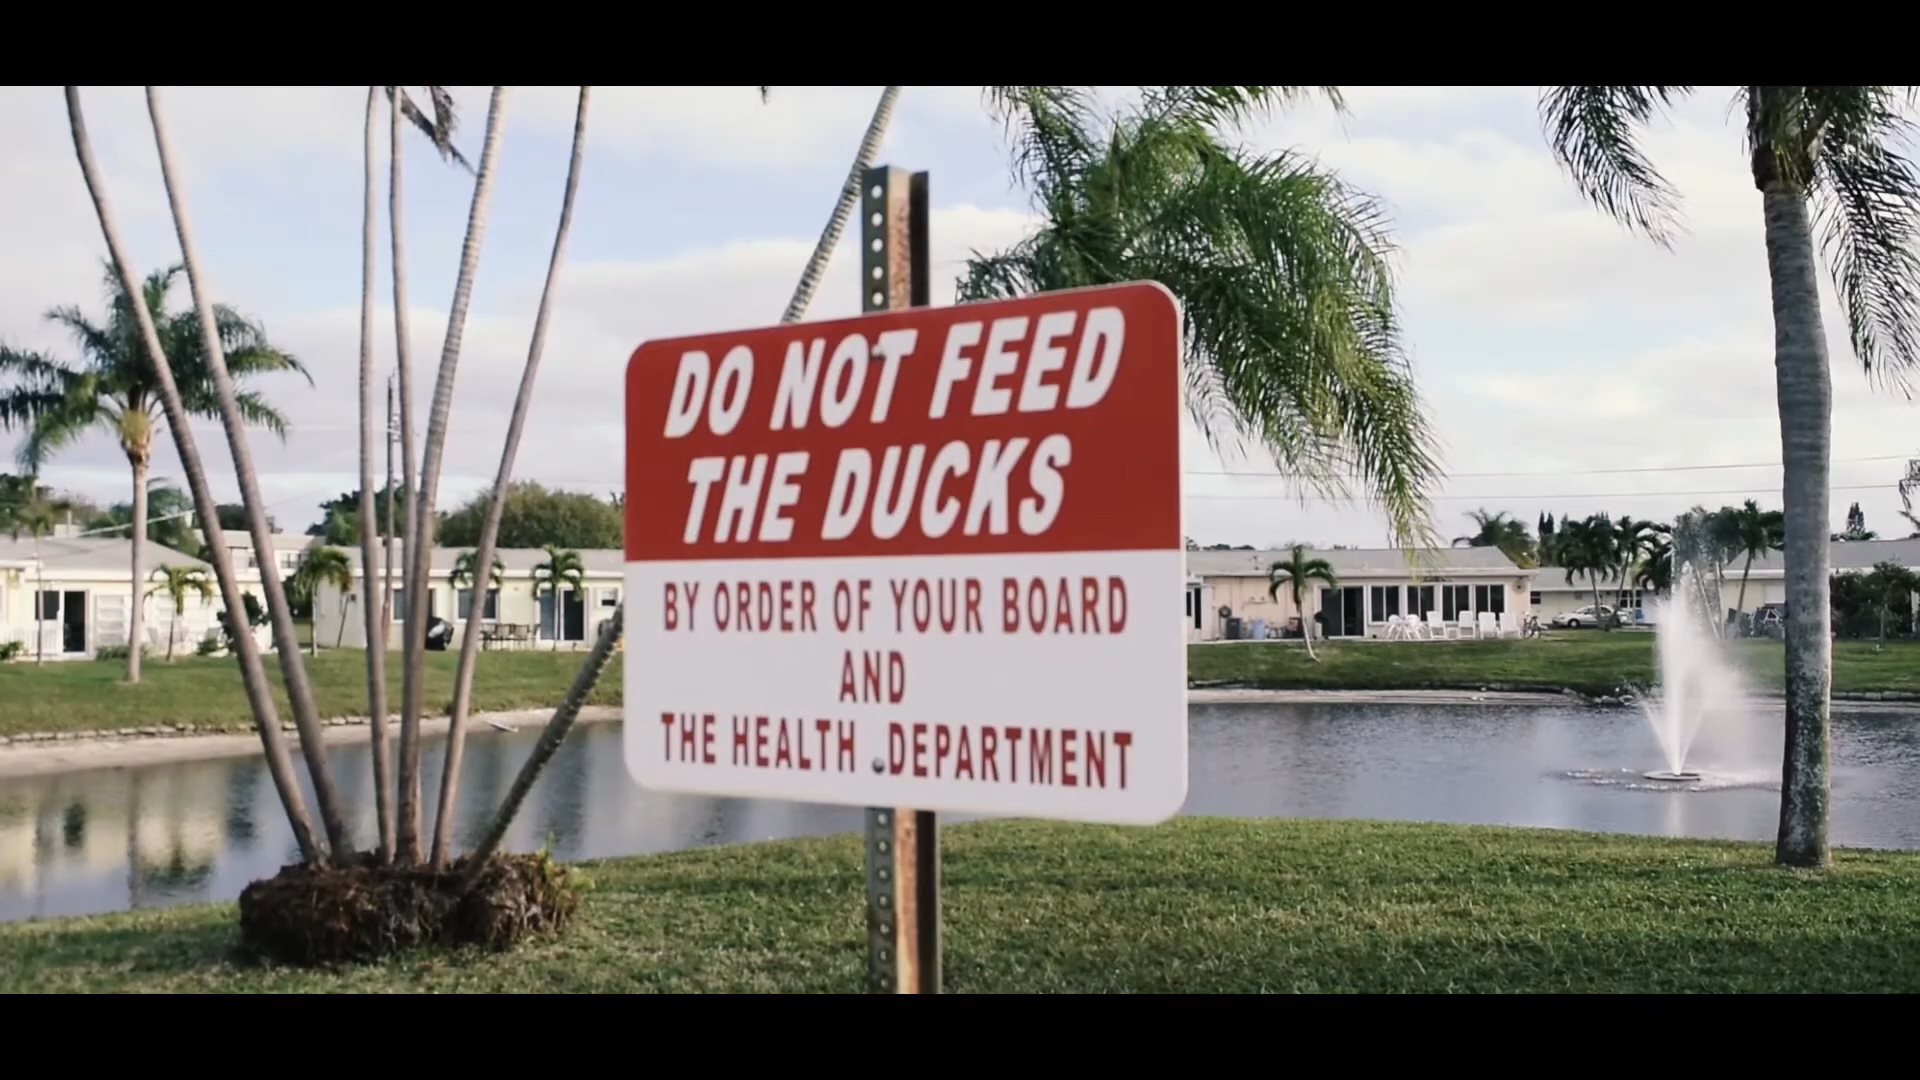 DO NOT FEED
THE DUCKS
BY ORDER OF YOUR BOARD
AND
THE HEALTH DEPARTMENT